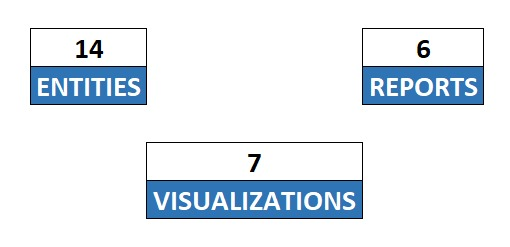 14
ENTITIES
6
REPORTS
7
VISUALIZATIONS